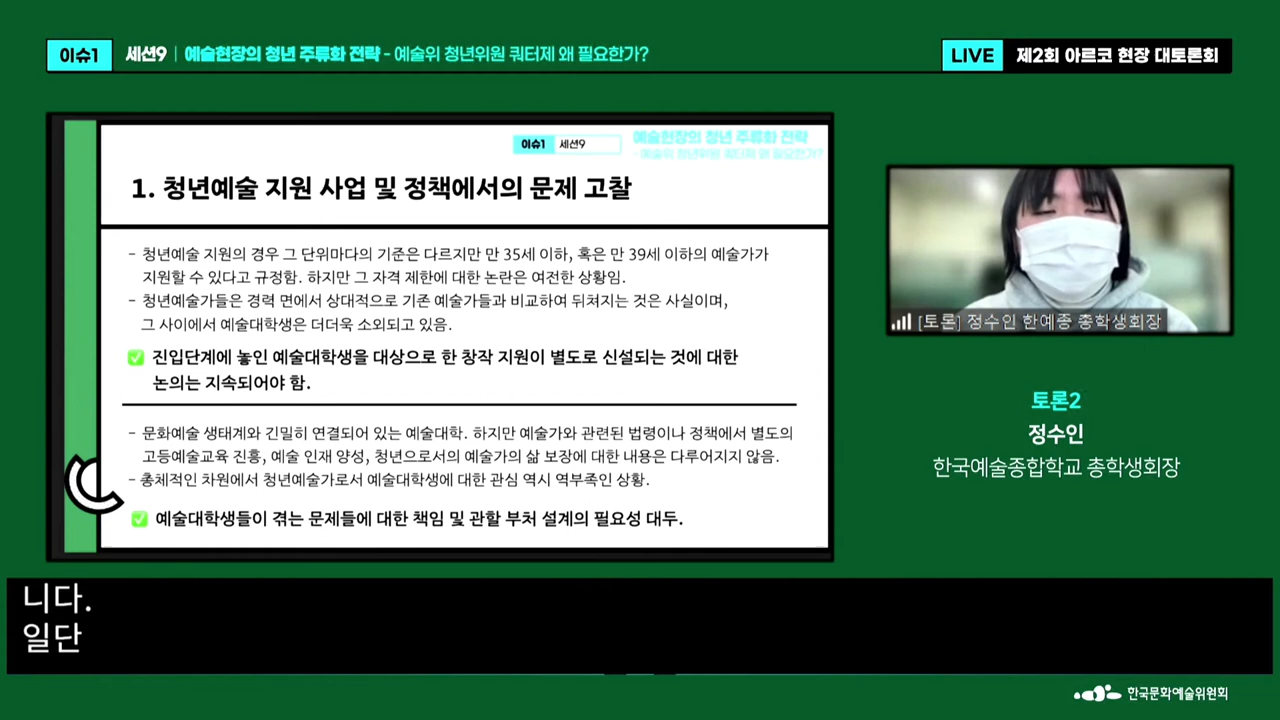 이슈1 세션9 | 예술현장의 청년 주류화 전략 - 예술위 청년위원 쿼터제 왜 필요한가?
LIVE 제2회 아르코 현장 대토론회
이슈1 세션9 예술현장의 청년 주류화 전략
- 예술위 청년위원 쿼터제 왜 필요한가?
1. 청년예술 지원 사업 및 정책에서의 문제 고찰
- 청년예술 지원의 경우 그 단위마다의 기준은 다르지만 만 35세 이하, 혹은 만 39세 이하의 예술가가
지원할 수 있다고 규정함. 하지만 그 자격 제한에 대한 논란은 여전한 상황임.
- 청년예술가들은 경력 면에서 상대적으로 기존 예술가들과 비교하여 뒤쳐지는 것은 사실이며,
그 사이에서 예술대학생은 더더욱 소외되고 있음.
✅ 진입단계에 놓인 예술대학생을 대상으로 한 창작 지원이 별도로 신설되는 것에 대한
논의는 지속되어야 함.
- 문화예술 생태계와 긴밀히 연결되어 있는 예술대학. 하지만 예술가와 관련된 법령이나 정책에서 별도의
고등예술교육 진흥, 예술 인재 양성, 청년으로서의 예술가의 삶 보장에 대한 내용은 다루어지지 않음.
- 총체적인 차원에서 청년예술가로서 예술대학생에 대한 관심 역시 역부족인 상황.
✅ 예술대학생들이 겪는 문제들에 대한 책임 및 관할 부처 설계의 필요성 대두.
[토론] 정수인 한예종 총학생회장
토론2
정수인
한국예술종합학교 총학생회장
니다.
일단
한국문화예술위원회